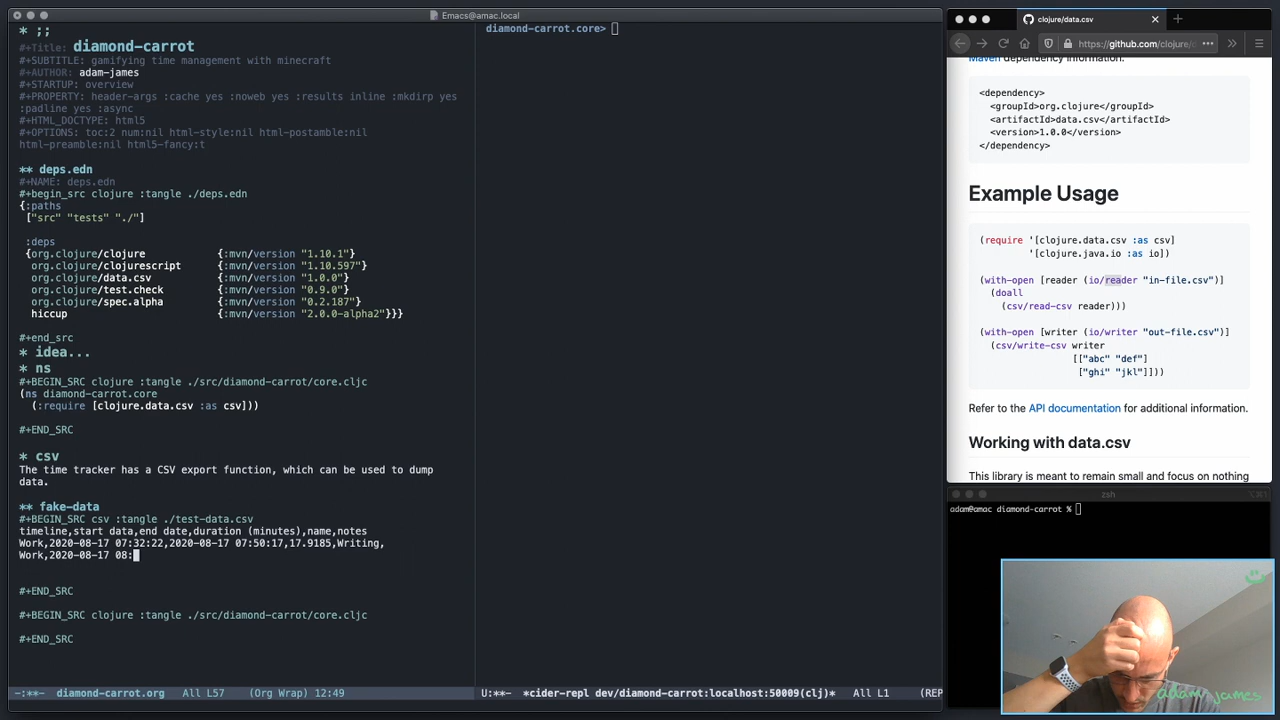 Emacs@amac.local
* ;;
#+Title: diamond-carrot
#+SUBTITLE: gamifying time management with minecraft
#+AUTHOR: adam-james
#+STARTUP: overview
#+PROPERTY: header-args :cache yes :noweb yes :results inline :mkdirp yes
:padline yes :async
#+HTML_DOCTYPE: html5
#+OPTIONS: toc:2 num:nil html-style:nil html-postamble:nil
html-preamble:nil html5-fancy:t
** deps.edn
#+NAME: deps.edn
#+begin_src clojure :tangle ./deps.edn
{:paths
["src" "tests" "./"]
:deps
{org.clojure/clojure {:mvn/version "1.10.1"}
org.clojure/clojurescript {:mvn/version "1.10.597"}
org.clojure/data.csv {:mvn/version "1.0.0"}
org.clojure/test.check {:mvn/version "0.9.0"}
org.clojure/spec.alpha {:mvn/version "0.2.187"}
hiccup {:mvn/version "2.0.0-alpha2"}}}
#+end_src
* idea...
* ns
#+BEGIN_SRC clojure :tangle ./src/diamond-carrot/core.cljc
(ns diamond-carrot.core
(:require [clojure.data.csv :as csv]))
#+END_SRC
* csv
The time tracker has a CSV export function, which can be used to dump
data.
** fake-data
#+BEGIN_SRC csv :tangle ./test-data.csv
timeline,start data,end date,duration (minutes),name,notes
Work,2020-08-17 07:32:22,2020-08-17 07:50:17,17.9185,Writing,
Work,2020-08-17 08:
#+END_SRC
#+BEGIN_SRC clojure :tangle ./src/diamond-carrot/core.cljc
#+END_SRC
-:**- diamond-carrot.org All L57 (Org Wrap) 12:49
diamond-carrot.core>
U:**- *cider-repl dev/diamond-carrot:localhost:50009(clj)* All L1 (REP
clojure/data.csv
https://github.com/clojure/
Maven dependency information:
<dependency>
<groupId>org.clojure</groupId>
<artifactId>data.csv</artifactId>
<version>1.0.0</version>
</dependency>
Example Usage
(require '[clojure.data.csv :as csv]
'[clojure.java.io :as io])
(with-open [reader (io/reader "in-file.csv")]
(doall
(csv/read-csv reader)))
(with-open [writer (io/writer "out-file.csv")]
(csv/write-csv writer
[["abc" "def"]
["ghi" "jkl"]]))
Refer to the API documentation for additional information.
Working with data.csv
This library is meant to remain small and focus on nothing
zsh
adam@amac diamond-carrot %
adam james